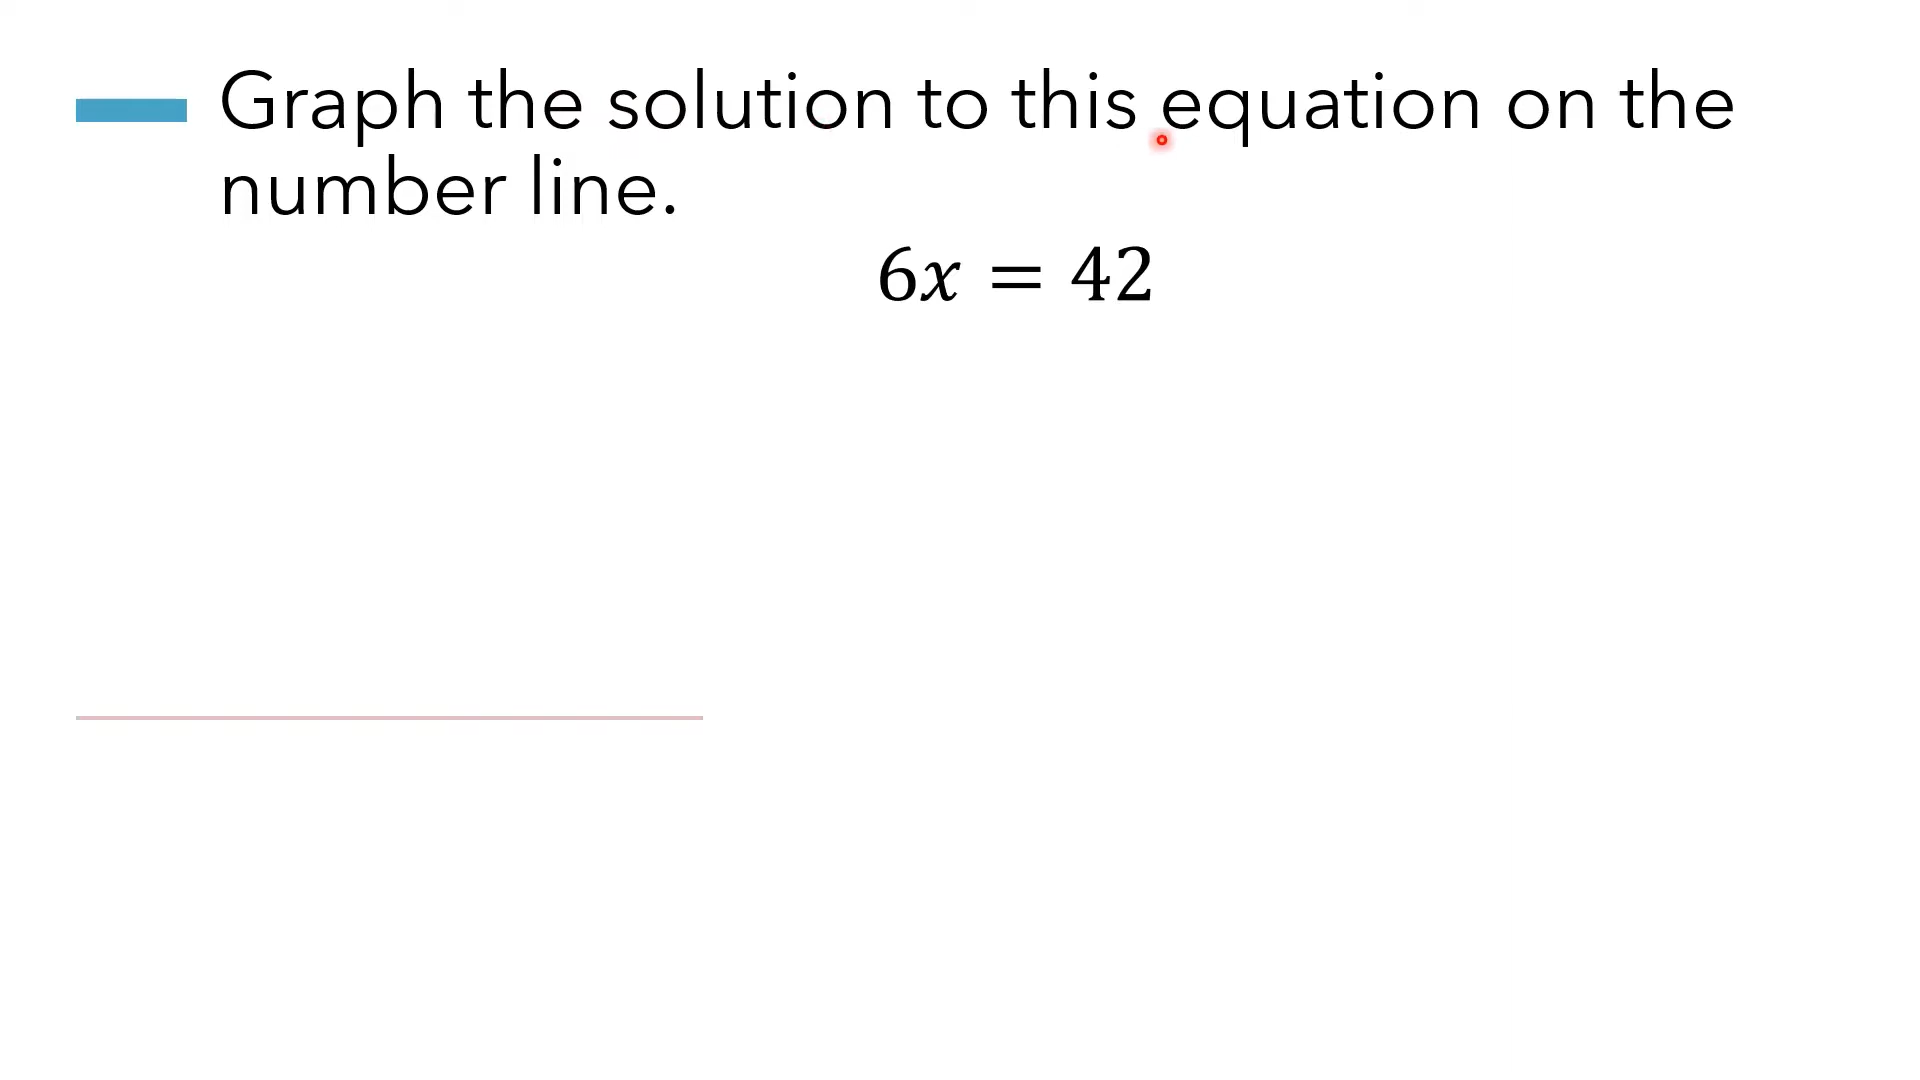 Graph the solution to this equation on the
number line.
6x = 42